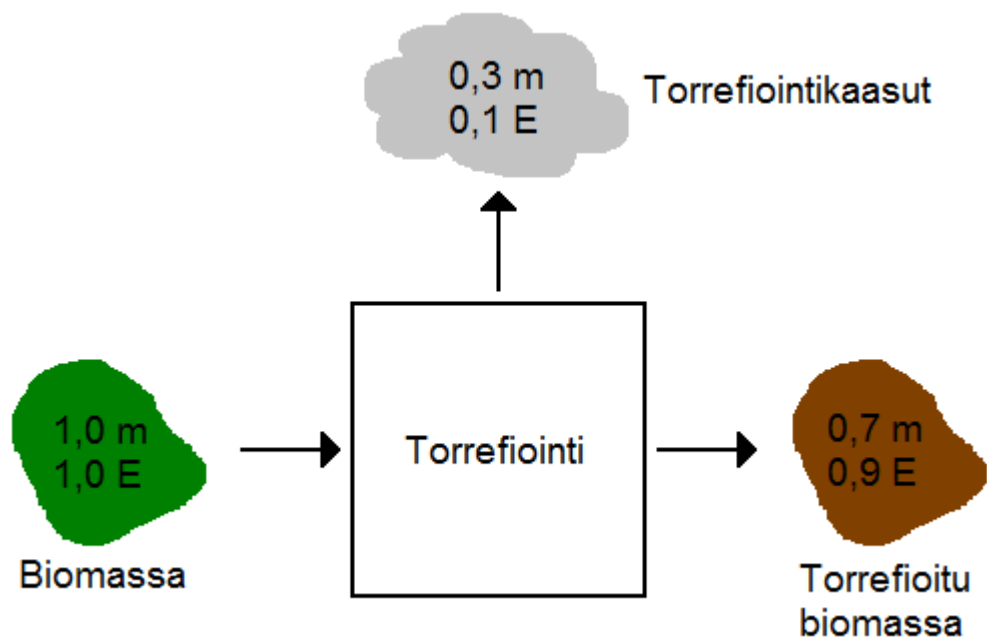 0,3 m
0,1 E
Torrefiointikaasut
1,0 m
1,0 E
Biomassa
Torrefiointi
0,7 m
0,9 E
Torrefioitu
biomassa